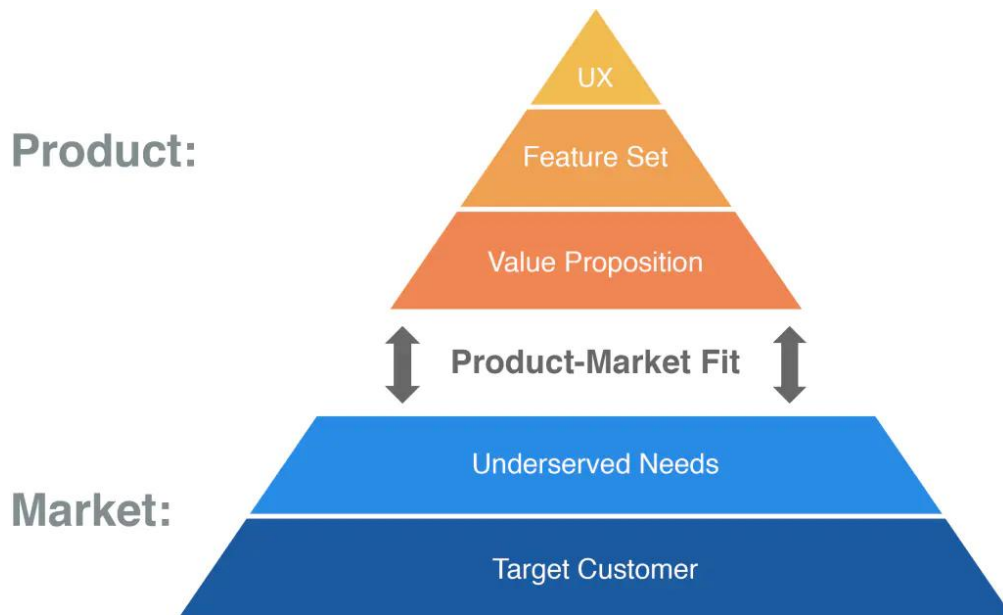 UX
Product:
Feature Set
Value Proposition
Product-Market Fit
Underserved Needs
Market:
Target Customer